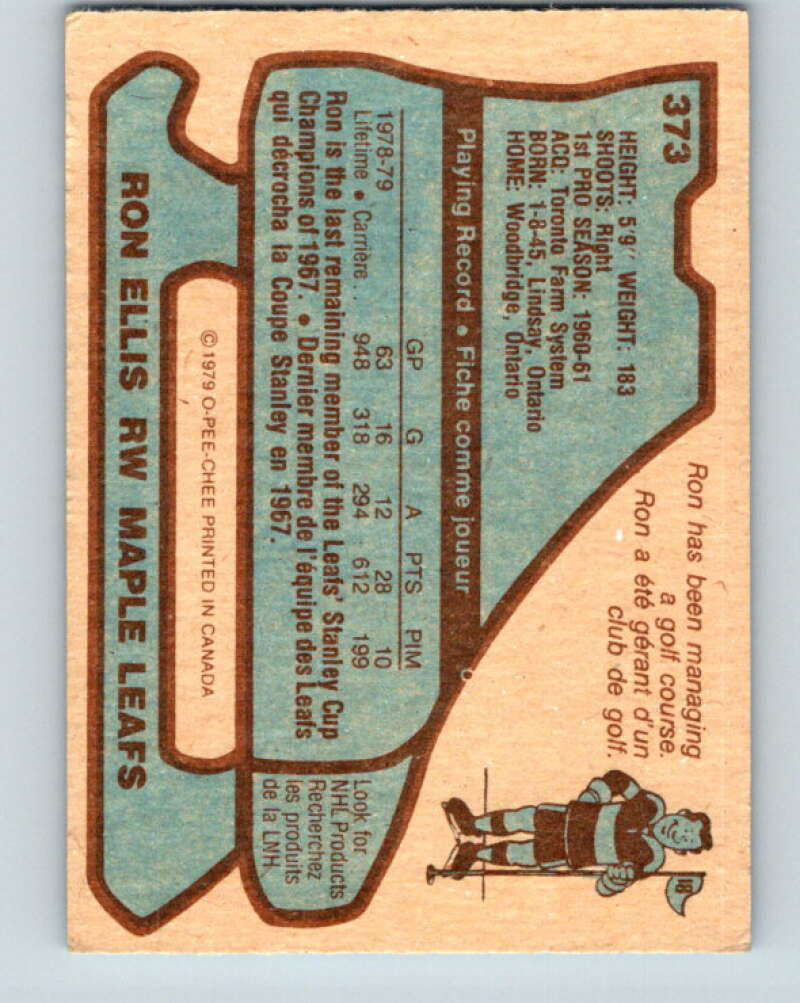 373
HEIGHT: 5'9" WEIGHT: 183
SHOOTS: Right
1st PRO SEASON: 1960-61
ACQ: Toronto Farm System
BORN: 1-8-45, Lindsay, Ontario
HOME: Woodbridge, Ontario
Ron has been managing
a golf course.
Ron a été gérant d'un
club de golf.
18
Playing Record • Fiche comme joueur
GP G A PTS PIM
1978-79 63 16 12 28 10
Lifetime • Carrière.. 948 318 294 612 199
Ron is the last remaining member of the Leafs' Stanley Cup
Champions of 1967. • Dernier membre de l'équipe des Leafs
qui décrocha la Coupe Stanley en 1967.
Look for
NHL Products
Recherchez
les produits
de la LNH.
© 1979 O-PEE-CHEE PRINTED IN CANADA
RON ELLIS RW MAPLE LEAFS